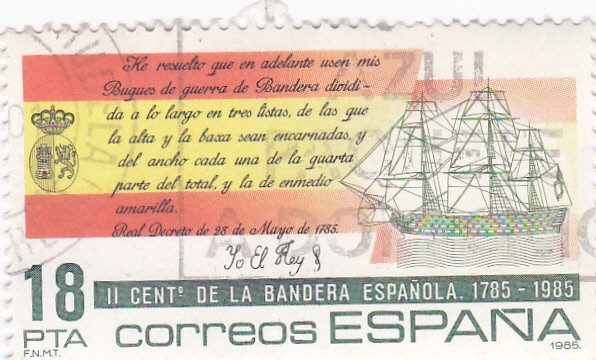 He resuelto que en adelante usen mis
Buques de guerra de Bandera dividi-
da a lo largo en tres listas, de las que
la alta y la baxa sean encarnadas, y
del ancho cada una de la quarta
parte del total, y la de enmedio
amarilla.
Real Decreto de 28 de Mayo de 1785.
Yo El Rey
18
PTA
F.N.M.T.
II CENTº DE LA BANDERA ESPAÑOLA. 1785-1985
correos ESPAÑA
1985.
AZUL